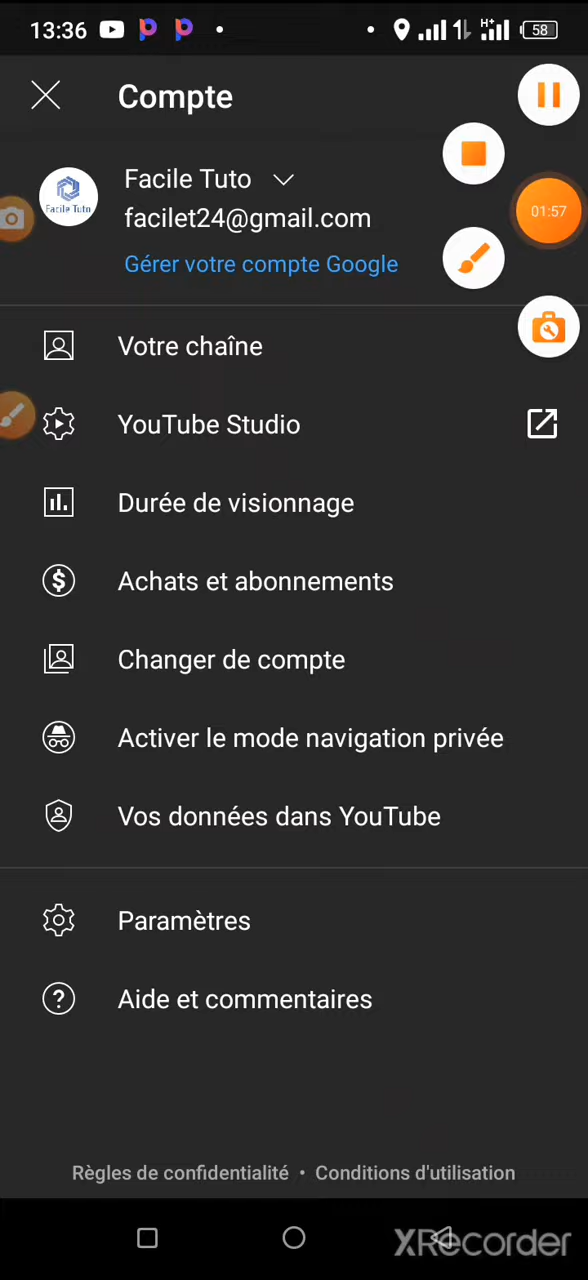 13:36
H+
58
Compte
Facile Tuto
01:57
Facile Tuto
facilet24@gmail.com
Gérer votre compte Google
Votre chaîne
YouTube Studio
Durée de visionnage
Achats et abonnements
Changer de compte
Activer le mode navigation privée
Vos données dans YouTube
Paramètres
Aide et commentaires
Règles de confidentialité • Conditions d'utilisation
XRecorder